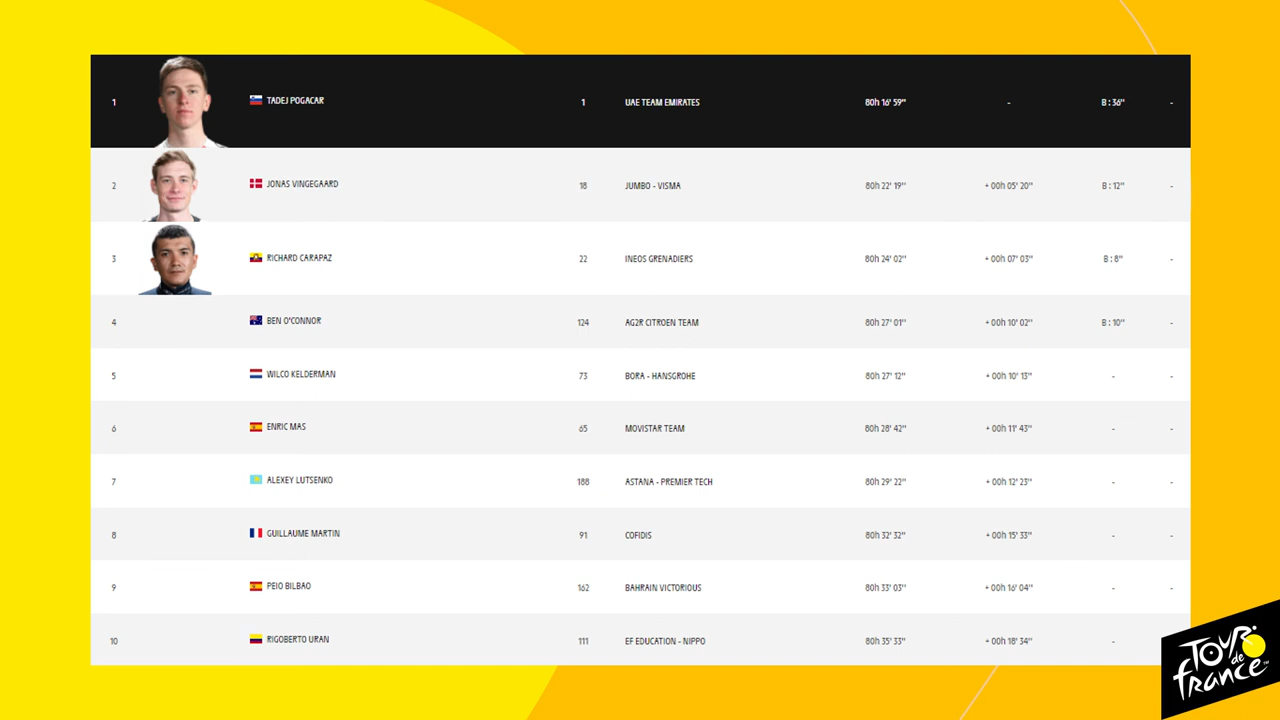 1 TADEJ POGACAR 1 UAE TEAM EMIRATES 80h 16' 59'' - B : 36'' -
2 JONAS VINGEGAARD 18 JUMBO - VISMA 80h 22' 19'' + 00h 05' 20'' B : 12'' -
3 RICHARD CARAPAZ 22 INEOS GRENADIERS 80h 24' 02'' + 00h 07' 03'' B : 8'' -
4 BEN O'CONNOR 124 AG2R CITROEN TEAM 80h 27' 01'' + 00h 10' 02'' B : 10'' -
5 WILCO KELDERMAN 73 BORA - HANSGROHE 80h 27' 12'' + 00h 10' 13'' - -
6 ENRIC MAS 65 MOVISTAR TEAM 80h 28' 42'' + 00h 11' 43'' - -
7 ALEXEY LUTSENKO 188 ASTANA - PREMIER TECH 80h 29' 22'' + 00h 12' 23'' - -
8 GUILLAUME MARTIN 91 COFIDIS 80h 32' 32'' + 00h 15' 33'' - -
9 PEIO BILBAO 162 BAHRAIN VICTORIOUS 80h 33' 03'' + 00h 16' 04'' - -
10 RIGOBERTO URAN 111 EF EDUCATION - NIPPO 80h 35' 33'' + 00h 18' 34'' -
TOUR
de
france